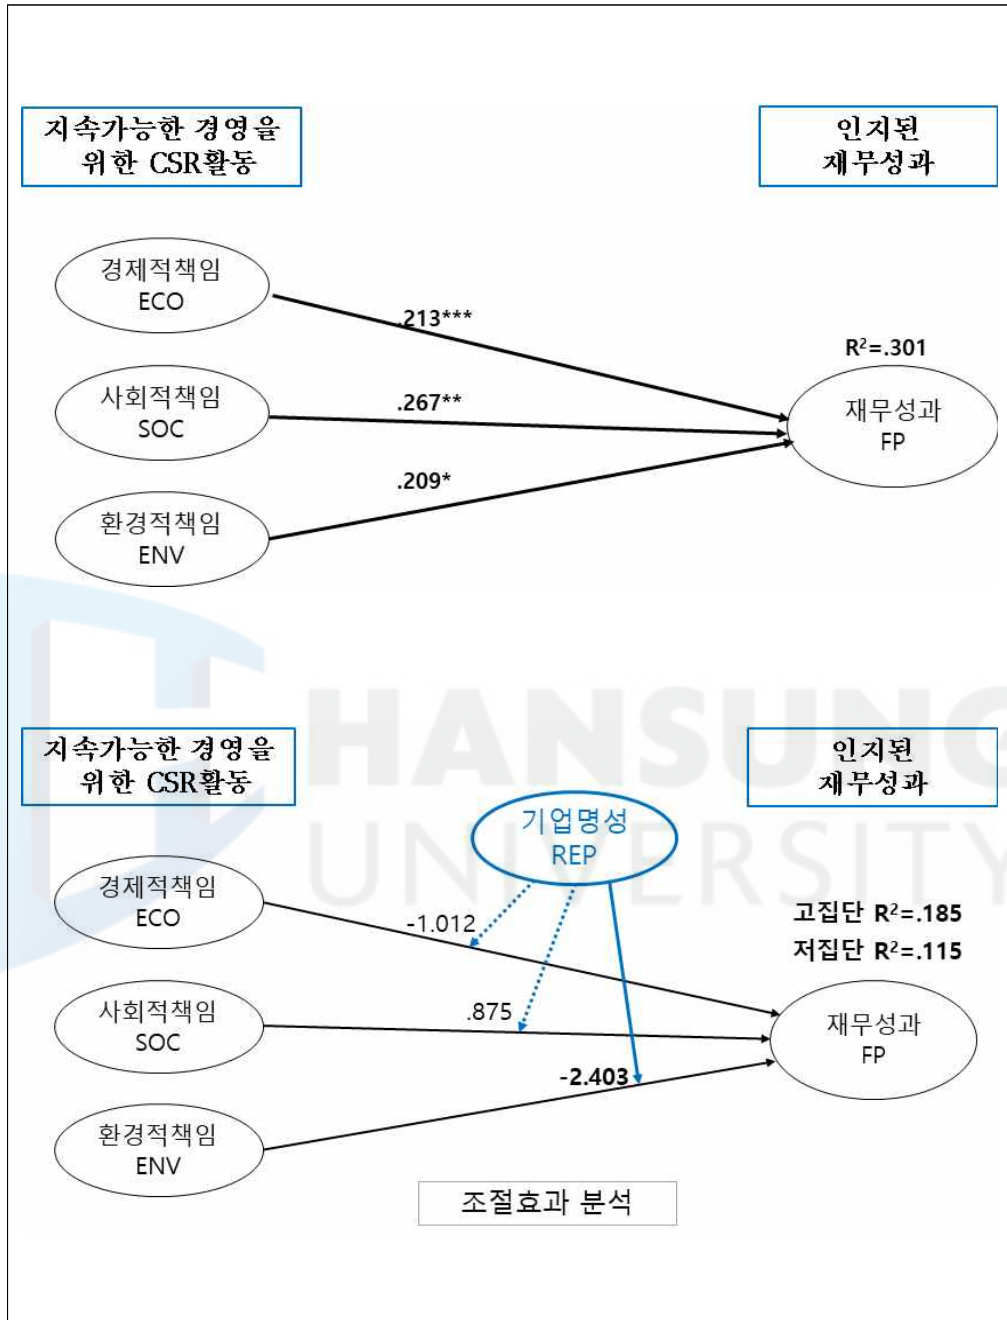 지속가능한 경영을
위한 CSR활동
인지된
재무성과
경제적책임
ECO
.213***
R²=.301
사회적책임
SOC
.267**
재무성과
FP
.209*
환경적책임
ENV
HANSUNG
UNIVERSITY
지속가능한 경영을
위한 CSR활동
인지된
재무성과
기업명성
REP
경제적책임
ECO
-1.012
고집단 R²=.185
저집단 R²=.115
사회적책임
SOC
.875
재무성과
FP
-2.403
환경적책임
ENV
조절효과 분석